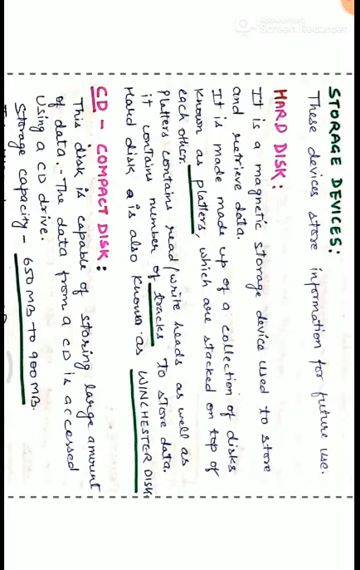 STORAGE DEVICES:
These devices store information for future use.
HARD DISK:
It is a magnetic storage device used to store
and retrieve data.
It is made made up of a collection of disks
known as platters, which are stacked on top of
each other.
Platters contains read/write heads as well as
it contains number of tracks to store data.
Hard disk is also known as WINCHESTER DISK.
CD - COMPACT DISK:
This disk is capable of storing large amount
of data. The data from a CD is accessed
using a CD drive.
Storage capacity - 650 MB to 900 MB.
Screen Recorder